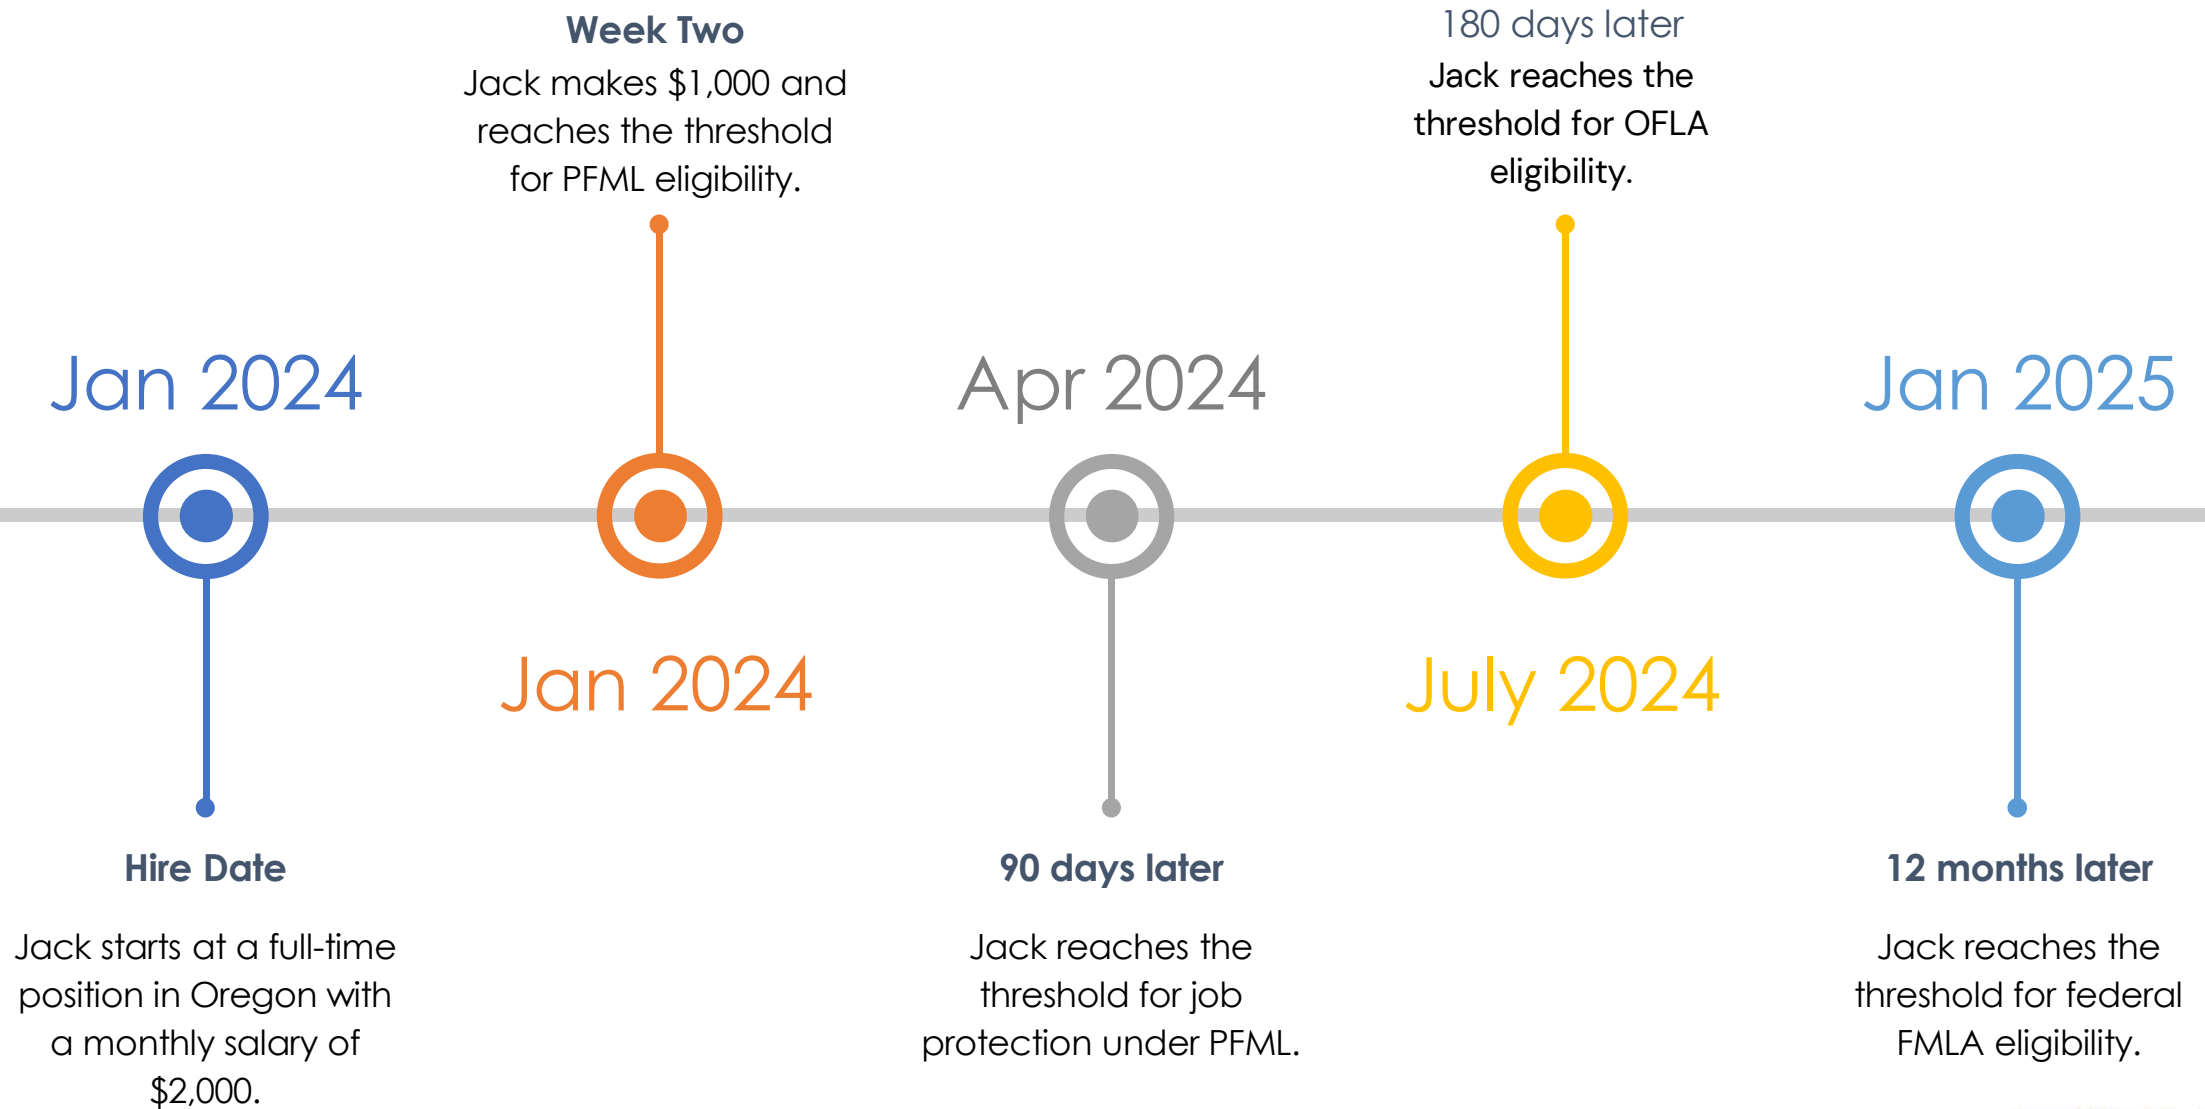 Week Two
Jack makes $1,000 and
reaches the threshold
for PFML eligibility.
180 days later
Jack reaches the
threshold for OFLA
eligibility.
Jan 2024
Apr 2024
Jan 2025
Jan 2024
July 2024
Hire Date
Jack starts at a full-time
position in Oregon with
a monthly salary of
$2,000.
90 days later
Jack reaches the
threshold for job
protection under PFML.
12 months later
Jack reaches the
threshold for federal
FMLA eligibility.